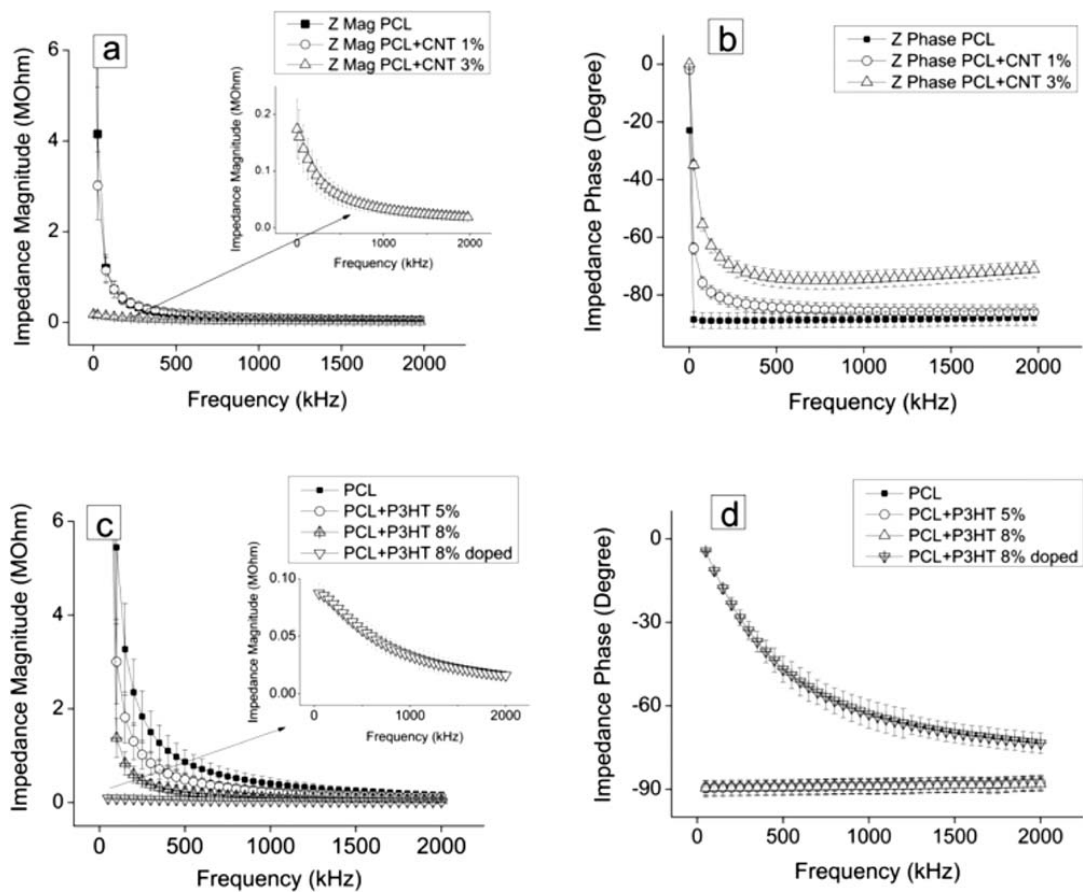 a
Z Mag PCL
Z Mag PCL+CNT 1%
Z Mag PCL+CNT 3%
Impedance Magnitude (MOhm)
6
4
2
0
0 500 1000 1500 2000
Frequency (kHz)
Impedance Magnitude (MOhm)
0.2
0.1
0.0
0 1000 2000
Frequency (kHz)
b
Z Phase PCL
Z Phase PCL+CNT 1%
Z Phase PCL+CNT 3%
Impedance Phase (Degree)
0
-20
-40
-60
-80
0 500 1000 1500 2000
Frequency (kHz)
c
PCL
PCL+P3HT 5%
PCL+P3HT 8%
PCL+P3HT 8% doped
Impedance Magnitude (MOhm)
6
4
2
0
0 500 1000 1500 2000
Frequency (kHz)
Impedance Magnitude (MOhm)
0.10
0.05
0.00
0 1000 2000
Frequency (kHz)
d
PCL
PCL+P3HT 5%
PCL+P3HT 8%
PCL+P3HT 8% doped
Impedance Phase (Degree)
0
-30
-60
-90
0 500 1000 1500 2000
Frequency (kHz)